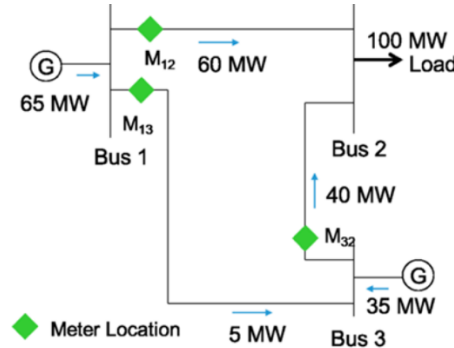 G
M12
60 MW
100 MW
Load
65 MW
M13
Bus 1
Bus 2
40 MW
M32
G
35 MW
Meter Location
5 MW
Bus 3